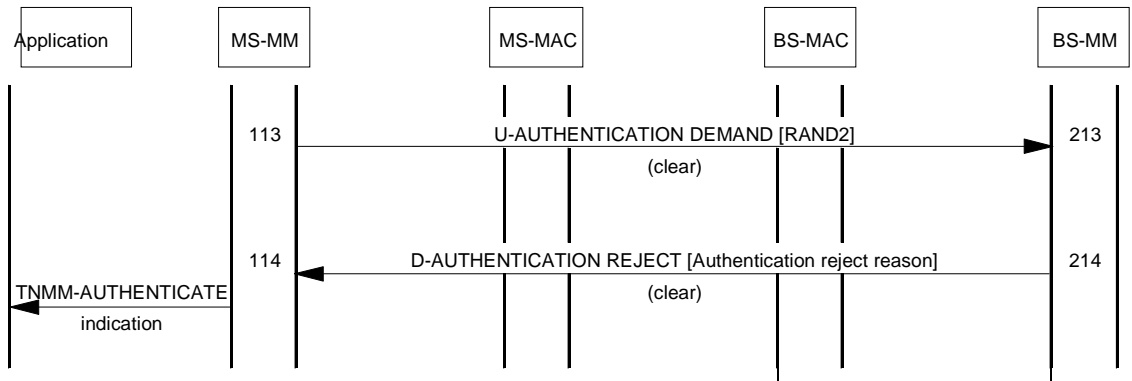 Application MS-MM MS-MAC BS-MAC BS-MM
113 U-AUTHENTICATION DEMAND [RAND2] 213
(clear)
114 D-AUTHENTICATION REJECT [Authentication reject reason] 214
(clear)
TNMM-AUTHENTICATE
indication